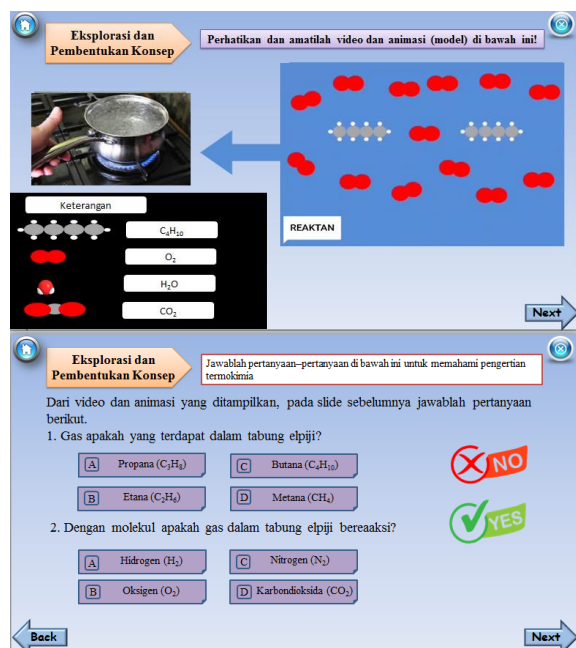 Eksplorasi dan
Pembentukan Konsep
Perhatikan dan amatilah video dan animasi (model) di bawah ini!
REAKTAN
Keterangan
C₄H₁₀
O₂
H₂O
CO₂
Next
Eksplorasi dan
Pembentukan Konsep
Jawablah pertanyaan–pertanyaan di bawah ini untuk memahami pengertian
termokimia
Dari video dan animasi yang ditampilkan, pada slide sebelumnya jawablah pertanyaan
berikut.
1. Gas apakah yang terdapat dalam tabung elpiji?
A Propana (C₃H₈)
C Butana (C₄H₁₀)
B Etana (C₂H₆)
D Metana (CH₄)
NO
YES
2. Dengan molekul apakah gas dalam tabung elpiji bereaaksi?
A Hidrogen (H₂)
C Nitrogen (N₂)
B Oksigen (O₂)
D Karbondioksida (CO₂)
Back
Next